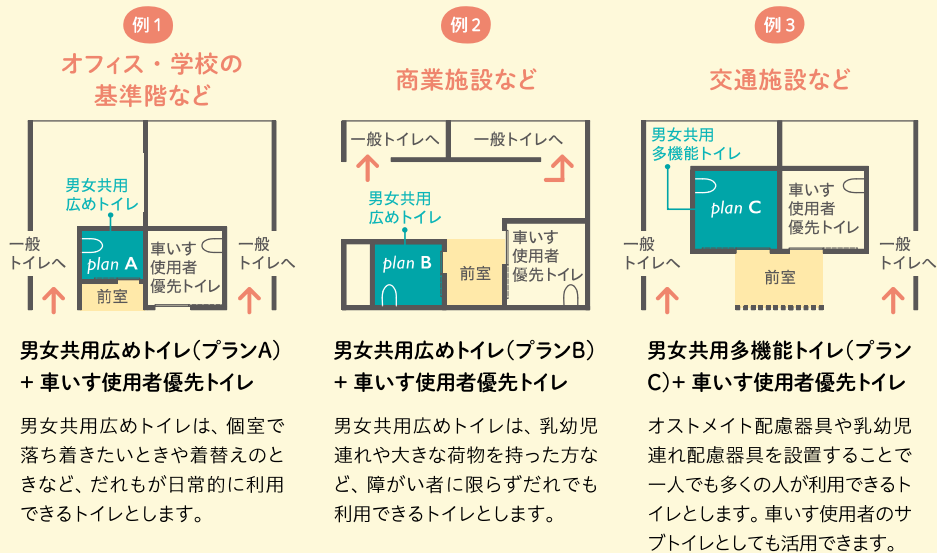 例1
オフィス・学校の
基準階など
男女共用
広めトイレ
一般
トイレへ
plan A
前室
車いす
使用者
優先トイレ
一般
トイレへ
男女共用広めトイレ（プランA）
+ 車いす使用者優先トイレ
男女共用広めトイレは、個室で
落ち着きたいときや着替えのと
きなど、だれもが日常的に利用
できるトイレとします。
例2
商業施設など
一般トイレへ
一般トイレへ
男女共用
広めトイレ
plan B
前室
車いす
使用者
優先トイレ
男女共用広めトイレ（プランB）
+ 車いす使用者優先トイレ
男女共用広めトイレは、乳幼児
連れや大きな荷物を持った方な
ど、障がい者に限らずだれでも
利用できるトイレとします。
例3
交通施設など
男女共用
多機能トイレ
plan C
車いす
使用者
優先トイレ
一般
トイレへ
前室
一般
トイレへ
男女共用多機能トイレ（プラン
C）+ 車いす使用者優先トイレ
オストメイト配慮器具や乳幼児
連れ配慮器具を設置することで
一人でも多くの人が利用できるト
イレとします。車いす使用者のサ
ブトイレとしても活用できます。